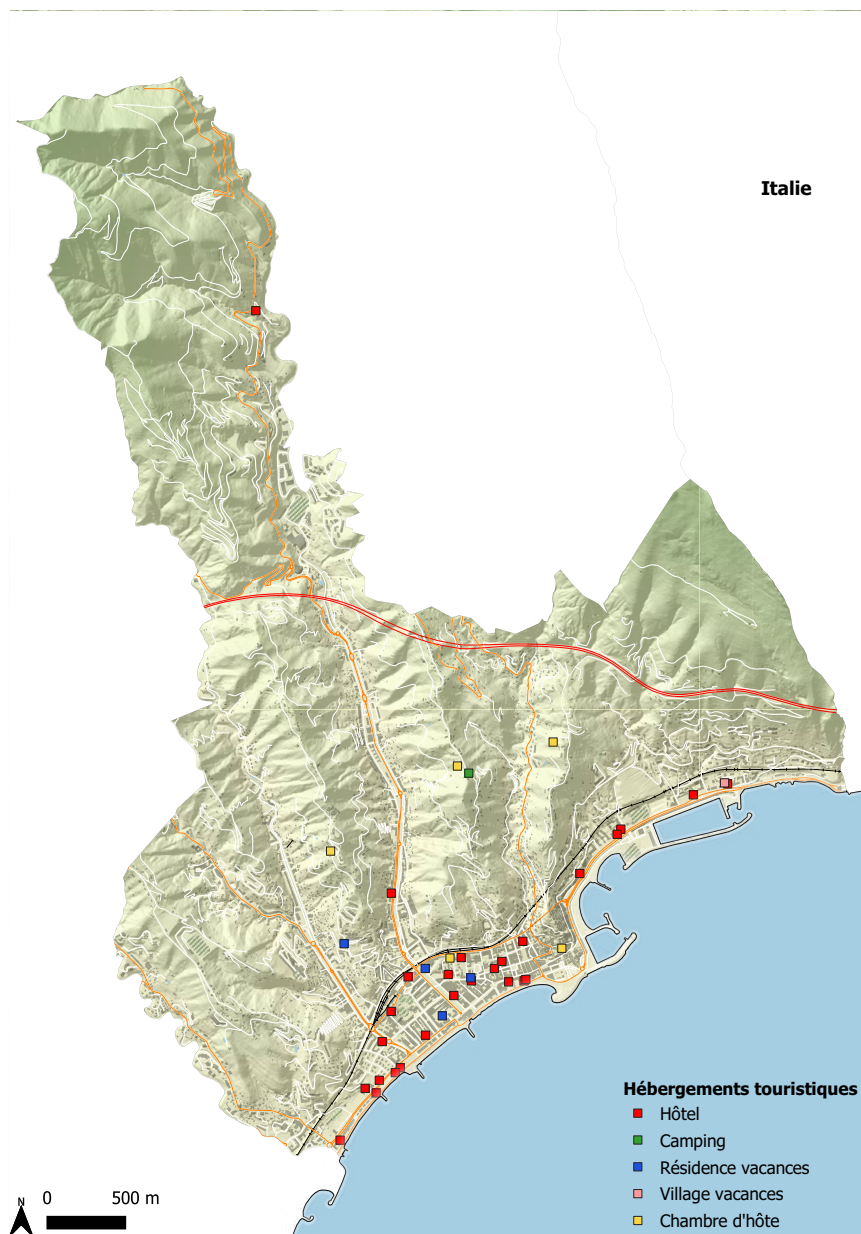 Italie
Hébergements touristiques
Hôtel
Camping
Résidence vacances
Village vacances
Chambre d'hôte
N
0 500 m